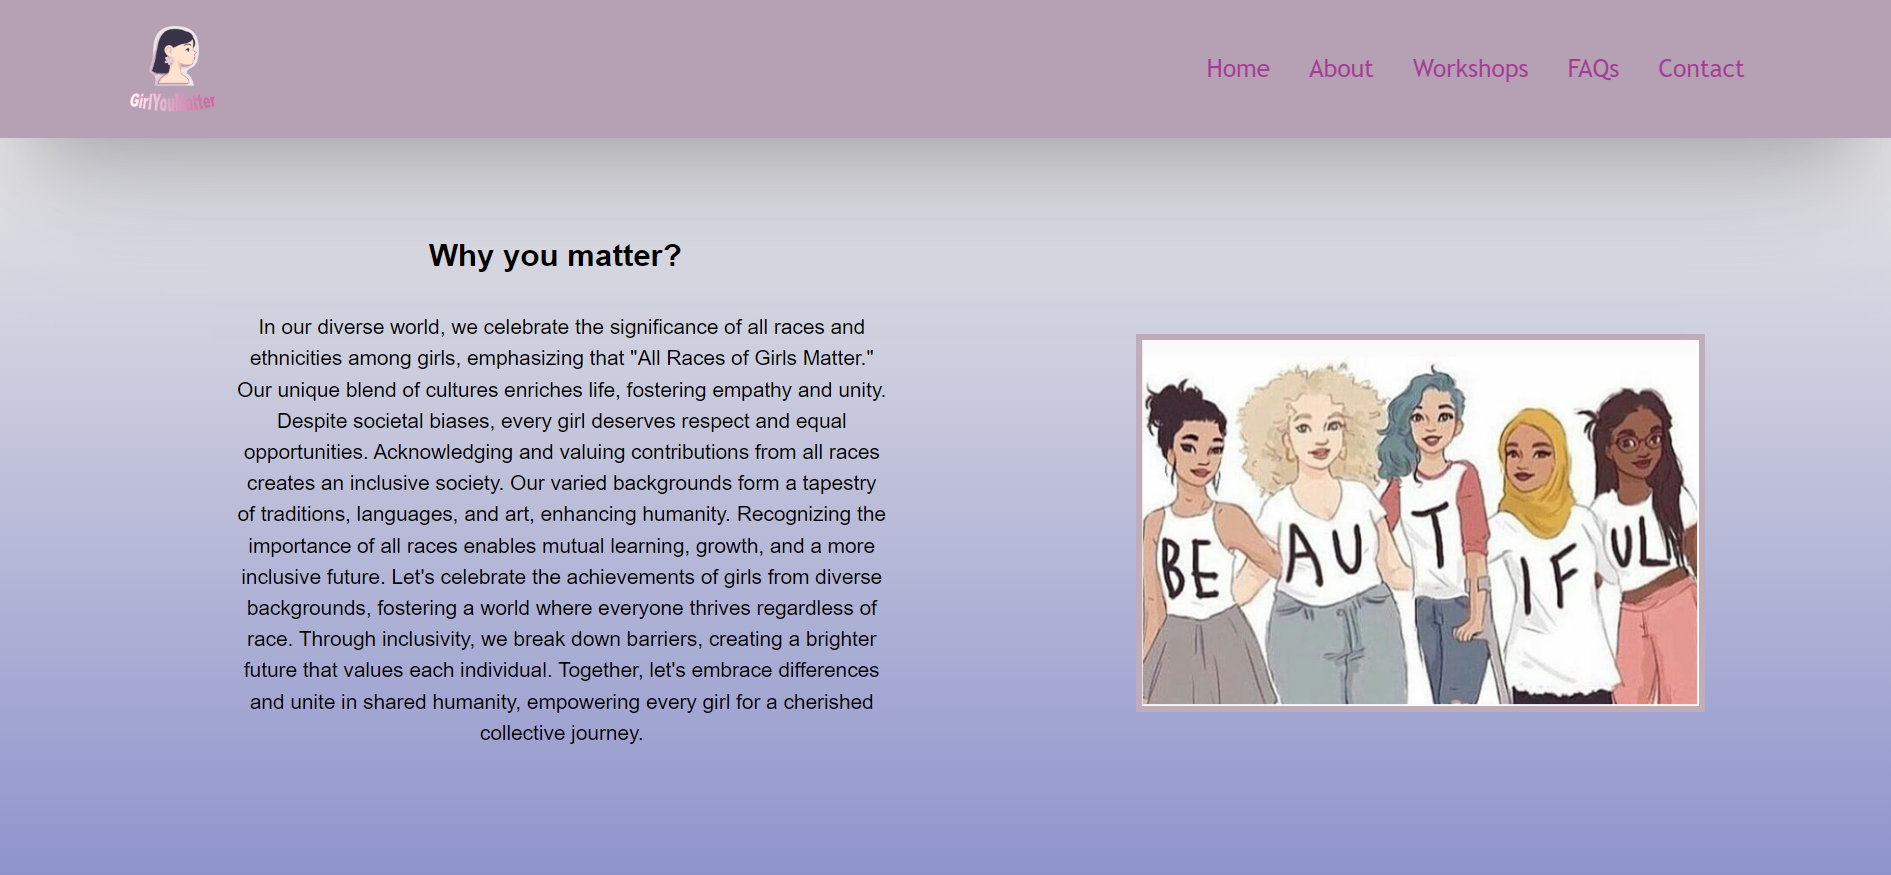 GirlYouMatter
Home About Workshops FAQs Contact
Why you matter?
In our diverse world, we celebrate the significance of all races and
ethnicities among girls, emphasizing that "All Races of Girls Matter."
Our unique blend of cultures enriches life, fostering empathy and unity.
Despite societal biases, every girl deserves respect and equal
opportunities. Acknowledging and valuing contributions from all races
creates an inclusive society. Our varied backgrounds form a tapestry
of traditions, languages, and art, enhancing humanity. Recognizing the
importance of all races enables mutual learning, growth, and a more
inclusive future. Let's celebrate the achievements of girls from diverse
backgrounds, fostering a world where everyone thrives regardless of
race. Through inclusivity, we break down barriers, creating a brighter
future that values each individual. Together, let's embrace differences
and unite in shared humanity, empowering every girl for a cherished
collective journey.
BE AU T IF UL